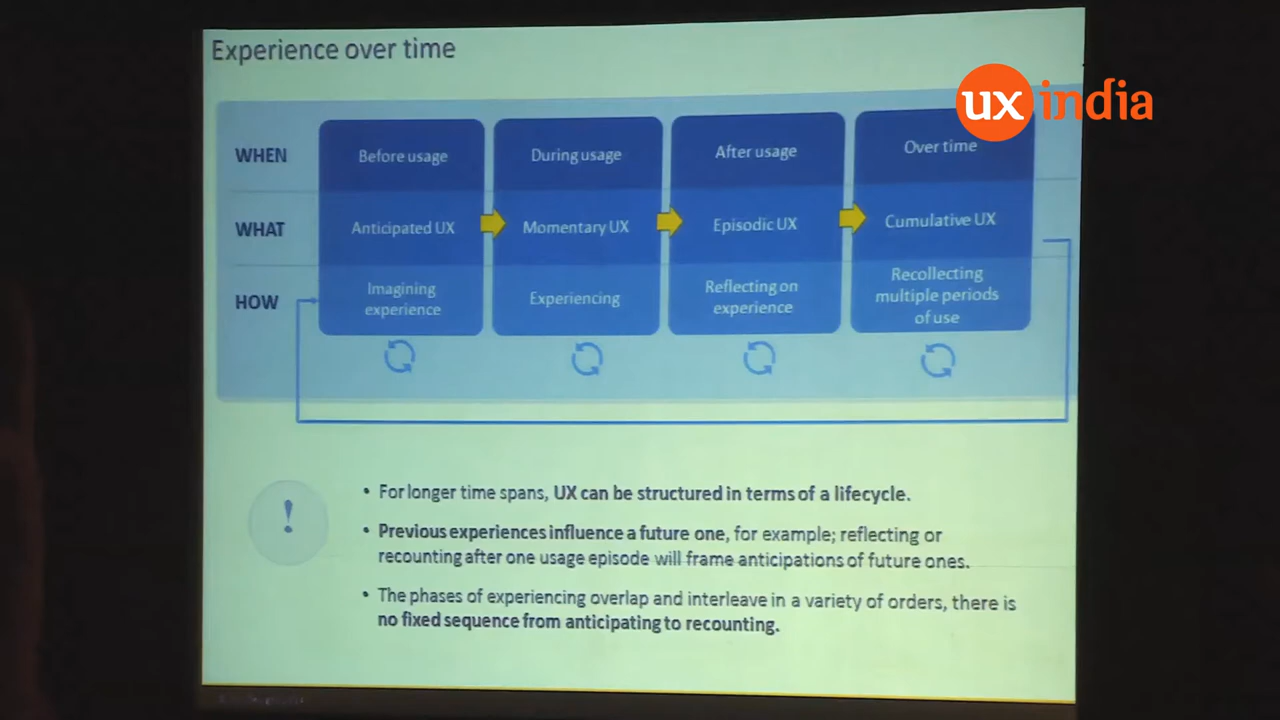 Experience over time
ux india
WHEN
Before usage
During usage
After usage
Over time
WHAT
Anticipated UX
Momentary UX
Episodic UX
Cumulative UX
HOW
Imagining
experience
Experiencing
Reflecting on
experience
Recollecting
multiple periods
of use
!
• For longer time spans, UX can be structured in terms of a lifecycle.
• Previous experiences influence a future one, for example; reflecting or
recounting after one usage episode will frame anticipations of future ones.
• The phases of experiencing overlap and interleave in a variety of orders, there is
no fixed sequence from anticipating to recounting.